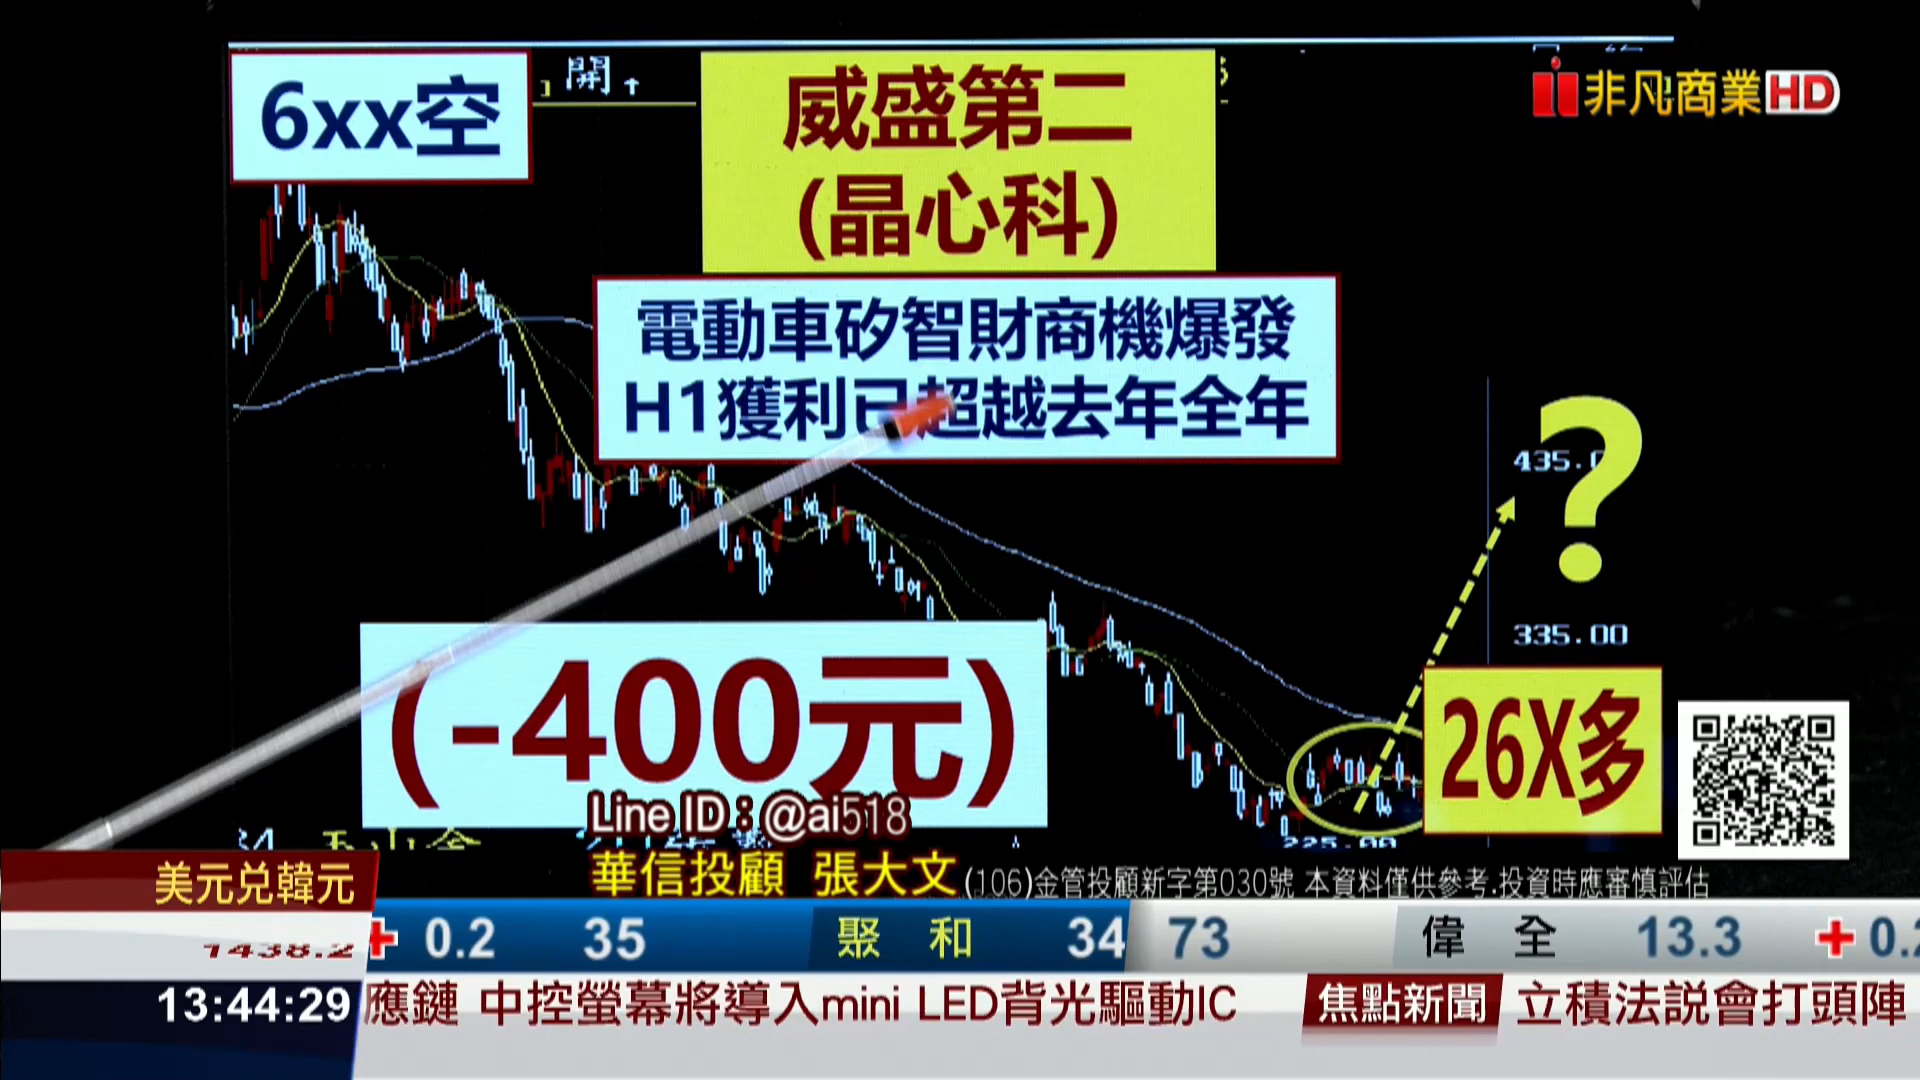 6xx空
開↑
威盛第二
(晶心科)
非凡商業HD
電動車矽智財商機爆發
H1獲利已超越去年全年
?
335.00
26X多
(-400元)
Line ID：@ai518
225.00
華信投顧 張大文
(106)金管投顧新字第030號 本資料僅供參考.投資時應審慎評估
美元兌韓元
1438.2
0.2 35 聚和 34 73 偉全 13.3
13:44:29
應鏈 中控螢幕將導入mini LED背光驅動IC 焦點新聞 立積法說會打頭陣